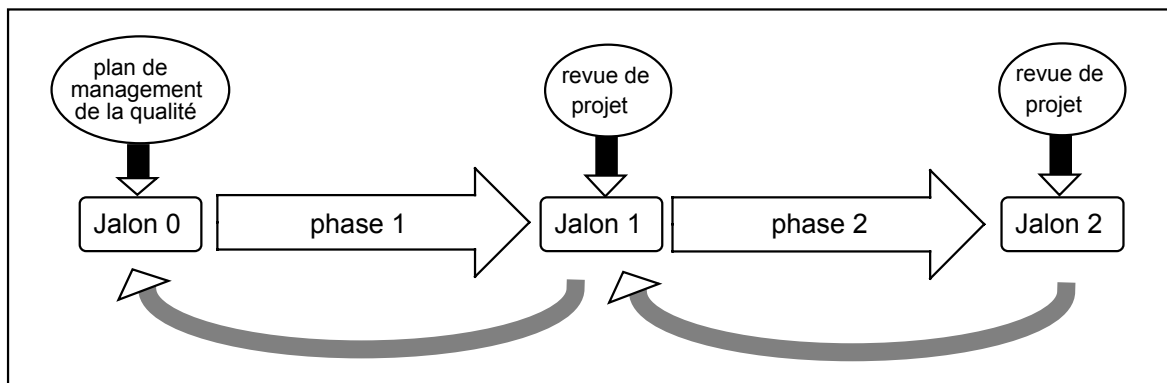 plan de
management
de la qualité
revue de
projet
revue de
projet
Jalon 0
phase 1
Jalon 1
phase 2
Jalon 2